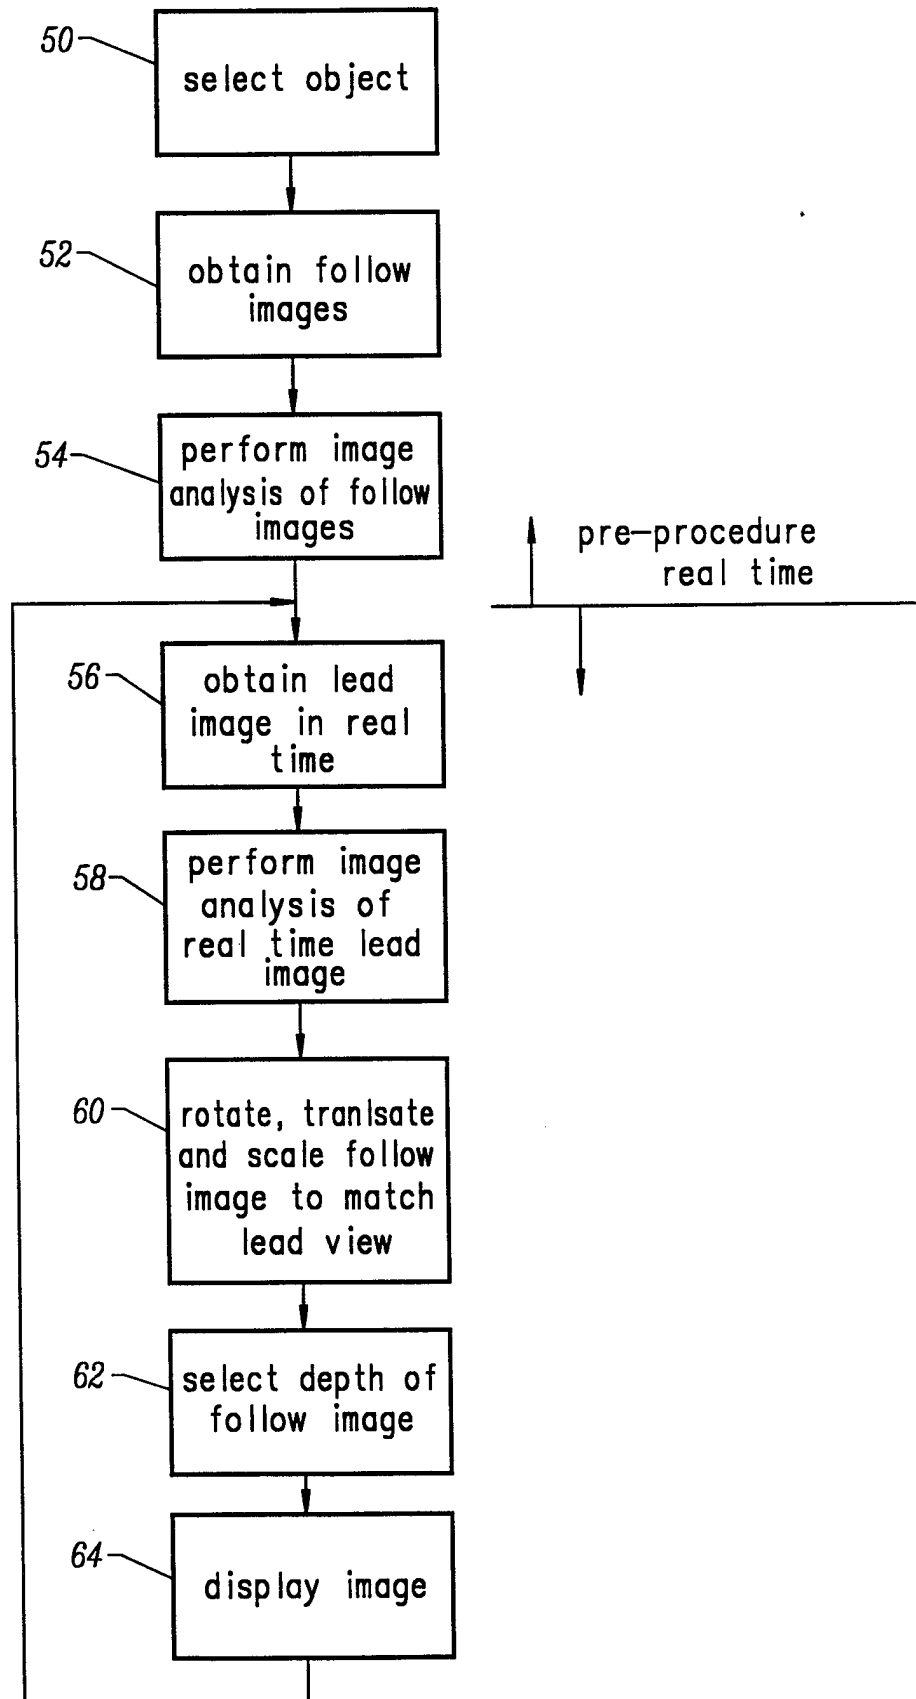 50
select object
52
obtain follow
images
54
perform image
analysis of follow
images
pre-procedure
real time
56
obtain lead
image in real
time
58
perform image
analysis of
real time lead
image
60
rotate, tranlsate
and scale follow
image to match
lead view
62
select depth of
follow image
64
display image